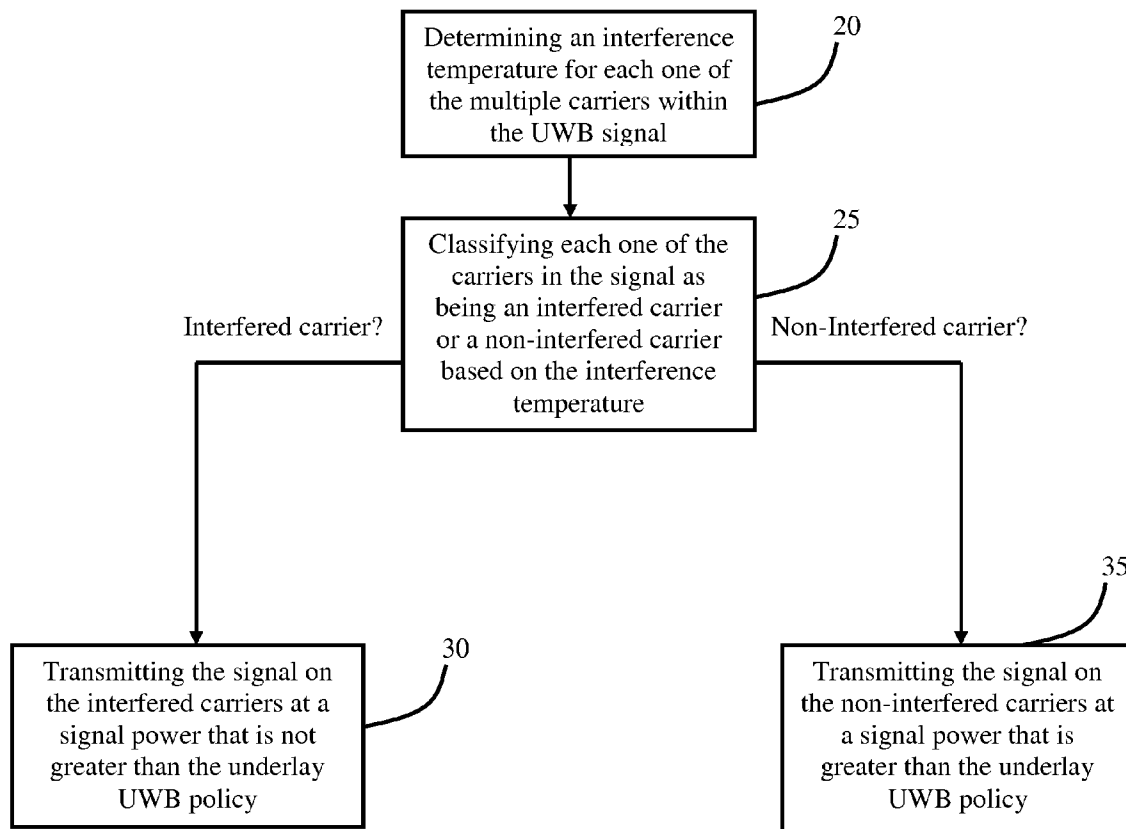 20
Determining an interference
temperature for each one of
the multiple carriers within
the UWB signal
25
Classifying each one of the
carriers in the signal as
being an interfered carrier
or a non-interfered carrier
based on the interference
temperature
Interfered carrier?
Non-Interfered carrier?
30
Transmitting the signal on
the interfered carriers at a
signal power that is not
greater than the underlay
UWB policy
35
Transmitting the signal on
the non-interfered carriers at
a signal power that is
greater than the underlay
UWB policy